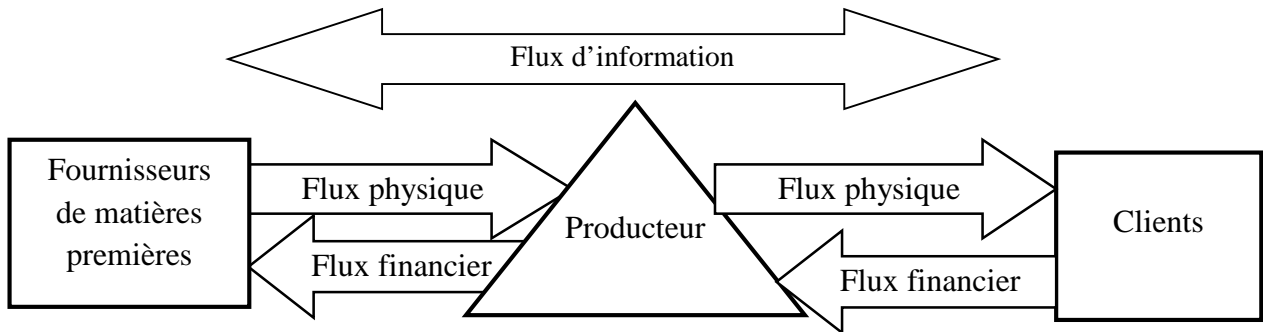 Flux d’information
Fournisseurs
de matières
premières
Flux physique
Flux financier
Producteur
Flux physique
Flux financier
Clients